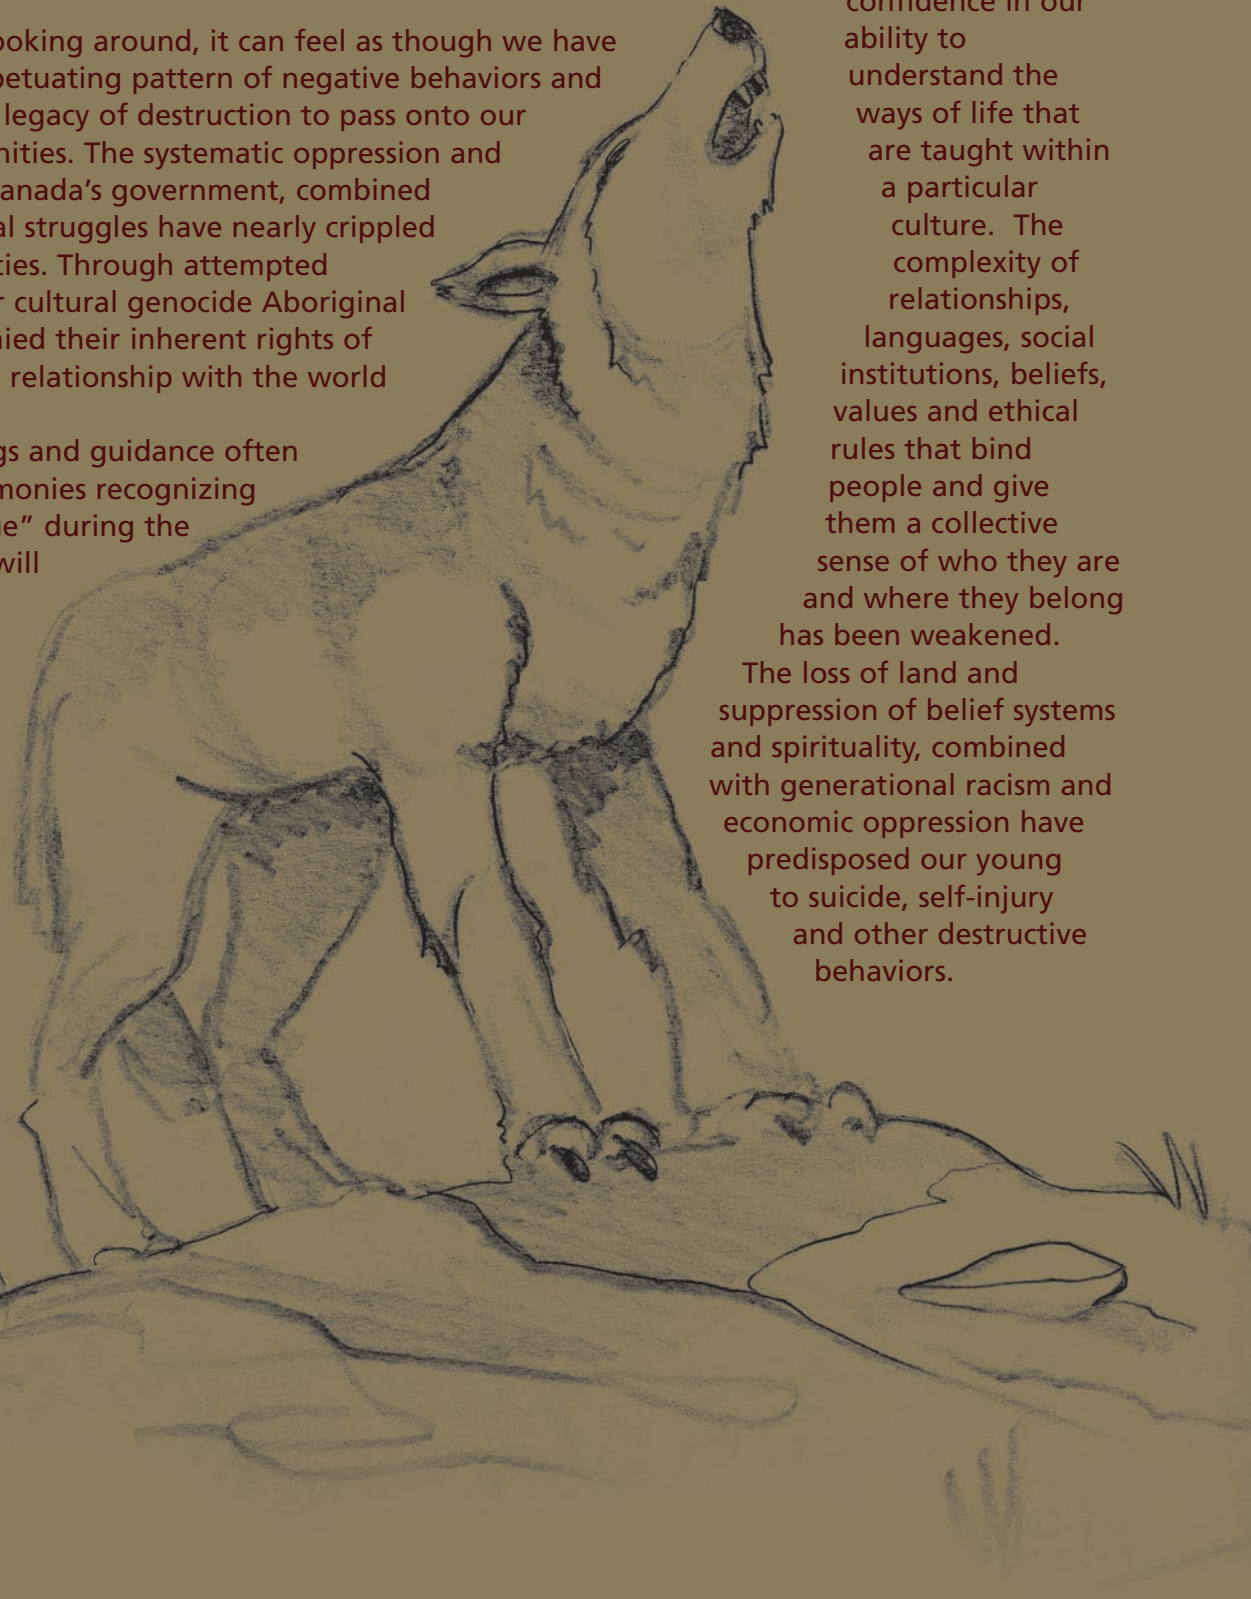 ooking around, it can feel as though we have
petuating pattern of negative behaviors and
legacy of destruction to pass onto our
nities. The systematic oppression and
anada’s government, combined
al struggles have nearly crippled
ties. Through attempted
r cultural genocide Aboriginal
nied their inherent rights of
relationship with the world
gs and guidance often
monies recognizing
ge” during the
will
confidence in our
ability to
understand the
ways of life that
are taught within
a particular
culture.  The
complexity of
relationships,
languages, social
institutions, beliefs,
values and ethical
rules that bind
people and give
them a collective
sense of who they are
and where they belong
has been weakened.
The loss of land and
suppression of belief systems
and spirituality, combined
with generational racism and
economic oppression have
predisposed our young
to suicide, self-injury
and other destructive
behaviors.